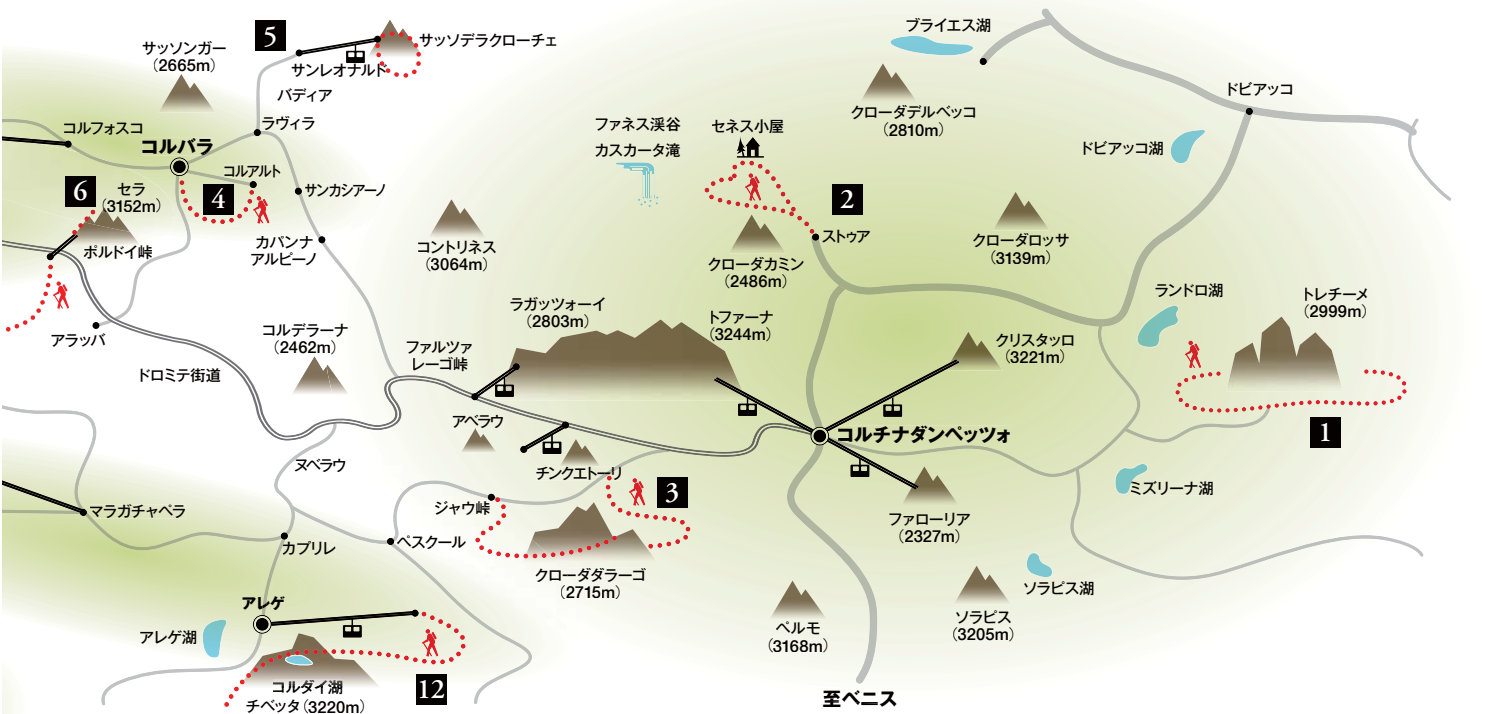 ブライエス湖
5
サッソンガー
(2665m)
サッソデラクローチェ
サンレオナルド
バディア
クローダデルベッコ
(2810m)
ドビアッコ
コルフォスコ
ラヴィラ
コルバラ
ファネス渓谷
カスカータ滝
セネス小屋
ドビアッコ湖
コルアルト
6
セラ
(3152m)
4
サンカシアーノ
2
ポルドイ峠
カパンナ
アルピーノ
コントリネス
(3064m)
ストゥア
クローダカミン
(2486m)
クローダロッサ
(3139m)
ランドロ湖
トレチーメ
(2999m)
アラッバ
コルデラーナ
(2462m)
ラガッツォーイ
(2803m)
トファーナ
(3244m)
ファルツァ
レーゴ峠
クリスタッロ
(3221m)
ドロミテ街道
アベラウ
コルチナダンペッツォ
1
ヌベラウ
チンクエトーリ
3
ミズリーナ湖
マラガチャベラ
ジャウ峠
ファローリア
(2327m)
カプリレ
ペスクール
クローダダラーゴ
(2715m)
ソラピス湖
アレゲ
アレゲ湖
ペルモ
(3168m)
ソラピス
(3205m)
コルダイ湖
チベッタ(3220m)
12
至ベニス